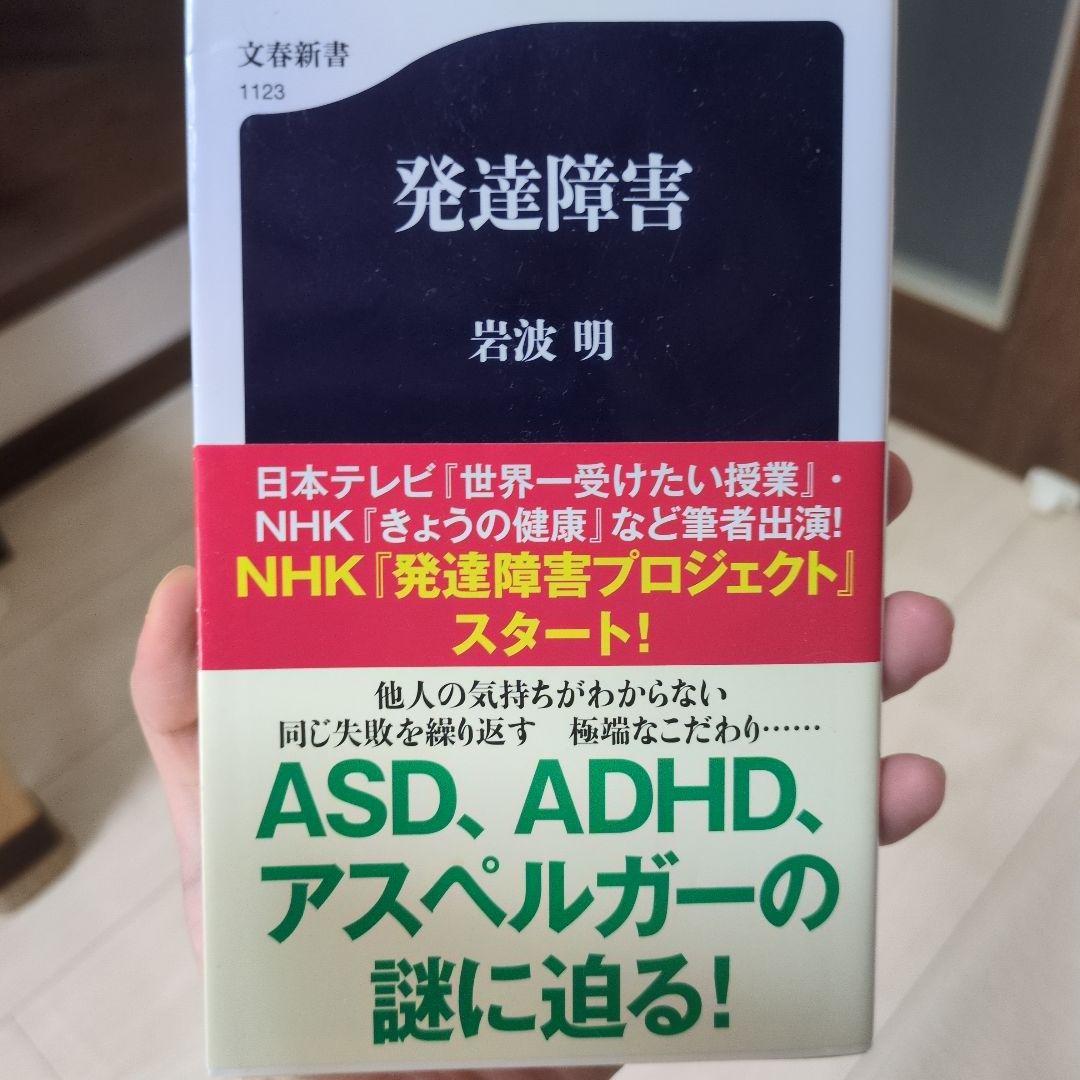 文春新書
1123
発達障害
岩波 明
日本テレビ『世界一受けたい授業』・
NHK『きょうの健康』など筆者出演!
NHK『発達障害プロジェクト』
スタート!
他人の気持ちがわからない
同じ失敗を繰り返す　極端なこだわり……
ASD、ADHD、
アスペルガーの
謎に迫る!